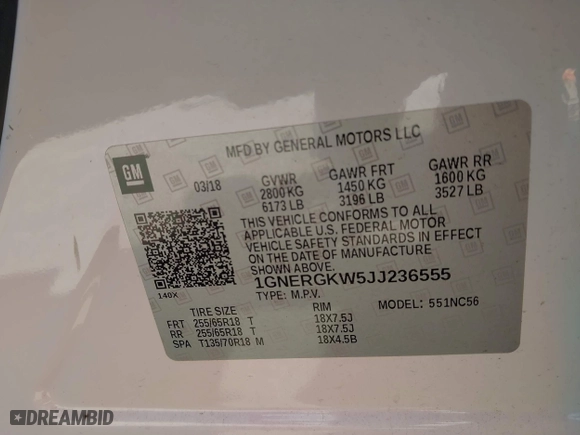 MFD BY GENERAL MOTORS LLC
GM
03/18 GVWR GAWR FRT GAWR RR
2800 KG 1450 KG 1600 KG
6173 LB 3196 LB 3527 LB
THIS VEHICLE CONFORMS TO ALL
APPLICABLE U.S. FEDERAL MOTOR
VEHICLE SAFETY STANDARDS IN EFFECT
ON THE DATE OF MANUFACTURE
SHOWN ABOVE.
1GNERGKW5JJ236555
140X
TYPE: M.P.V. MODEL: 551NC56
TIRE SIZE RIM
FRT 255/65R18 T 18X7.5J
RR 255/65R18 T 18X7.5J
SPA T135/70R18 M 18X4.5B
DREAMBID